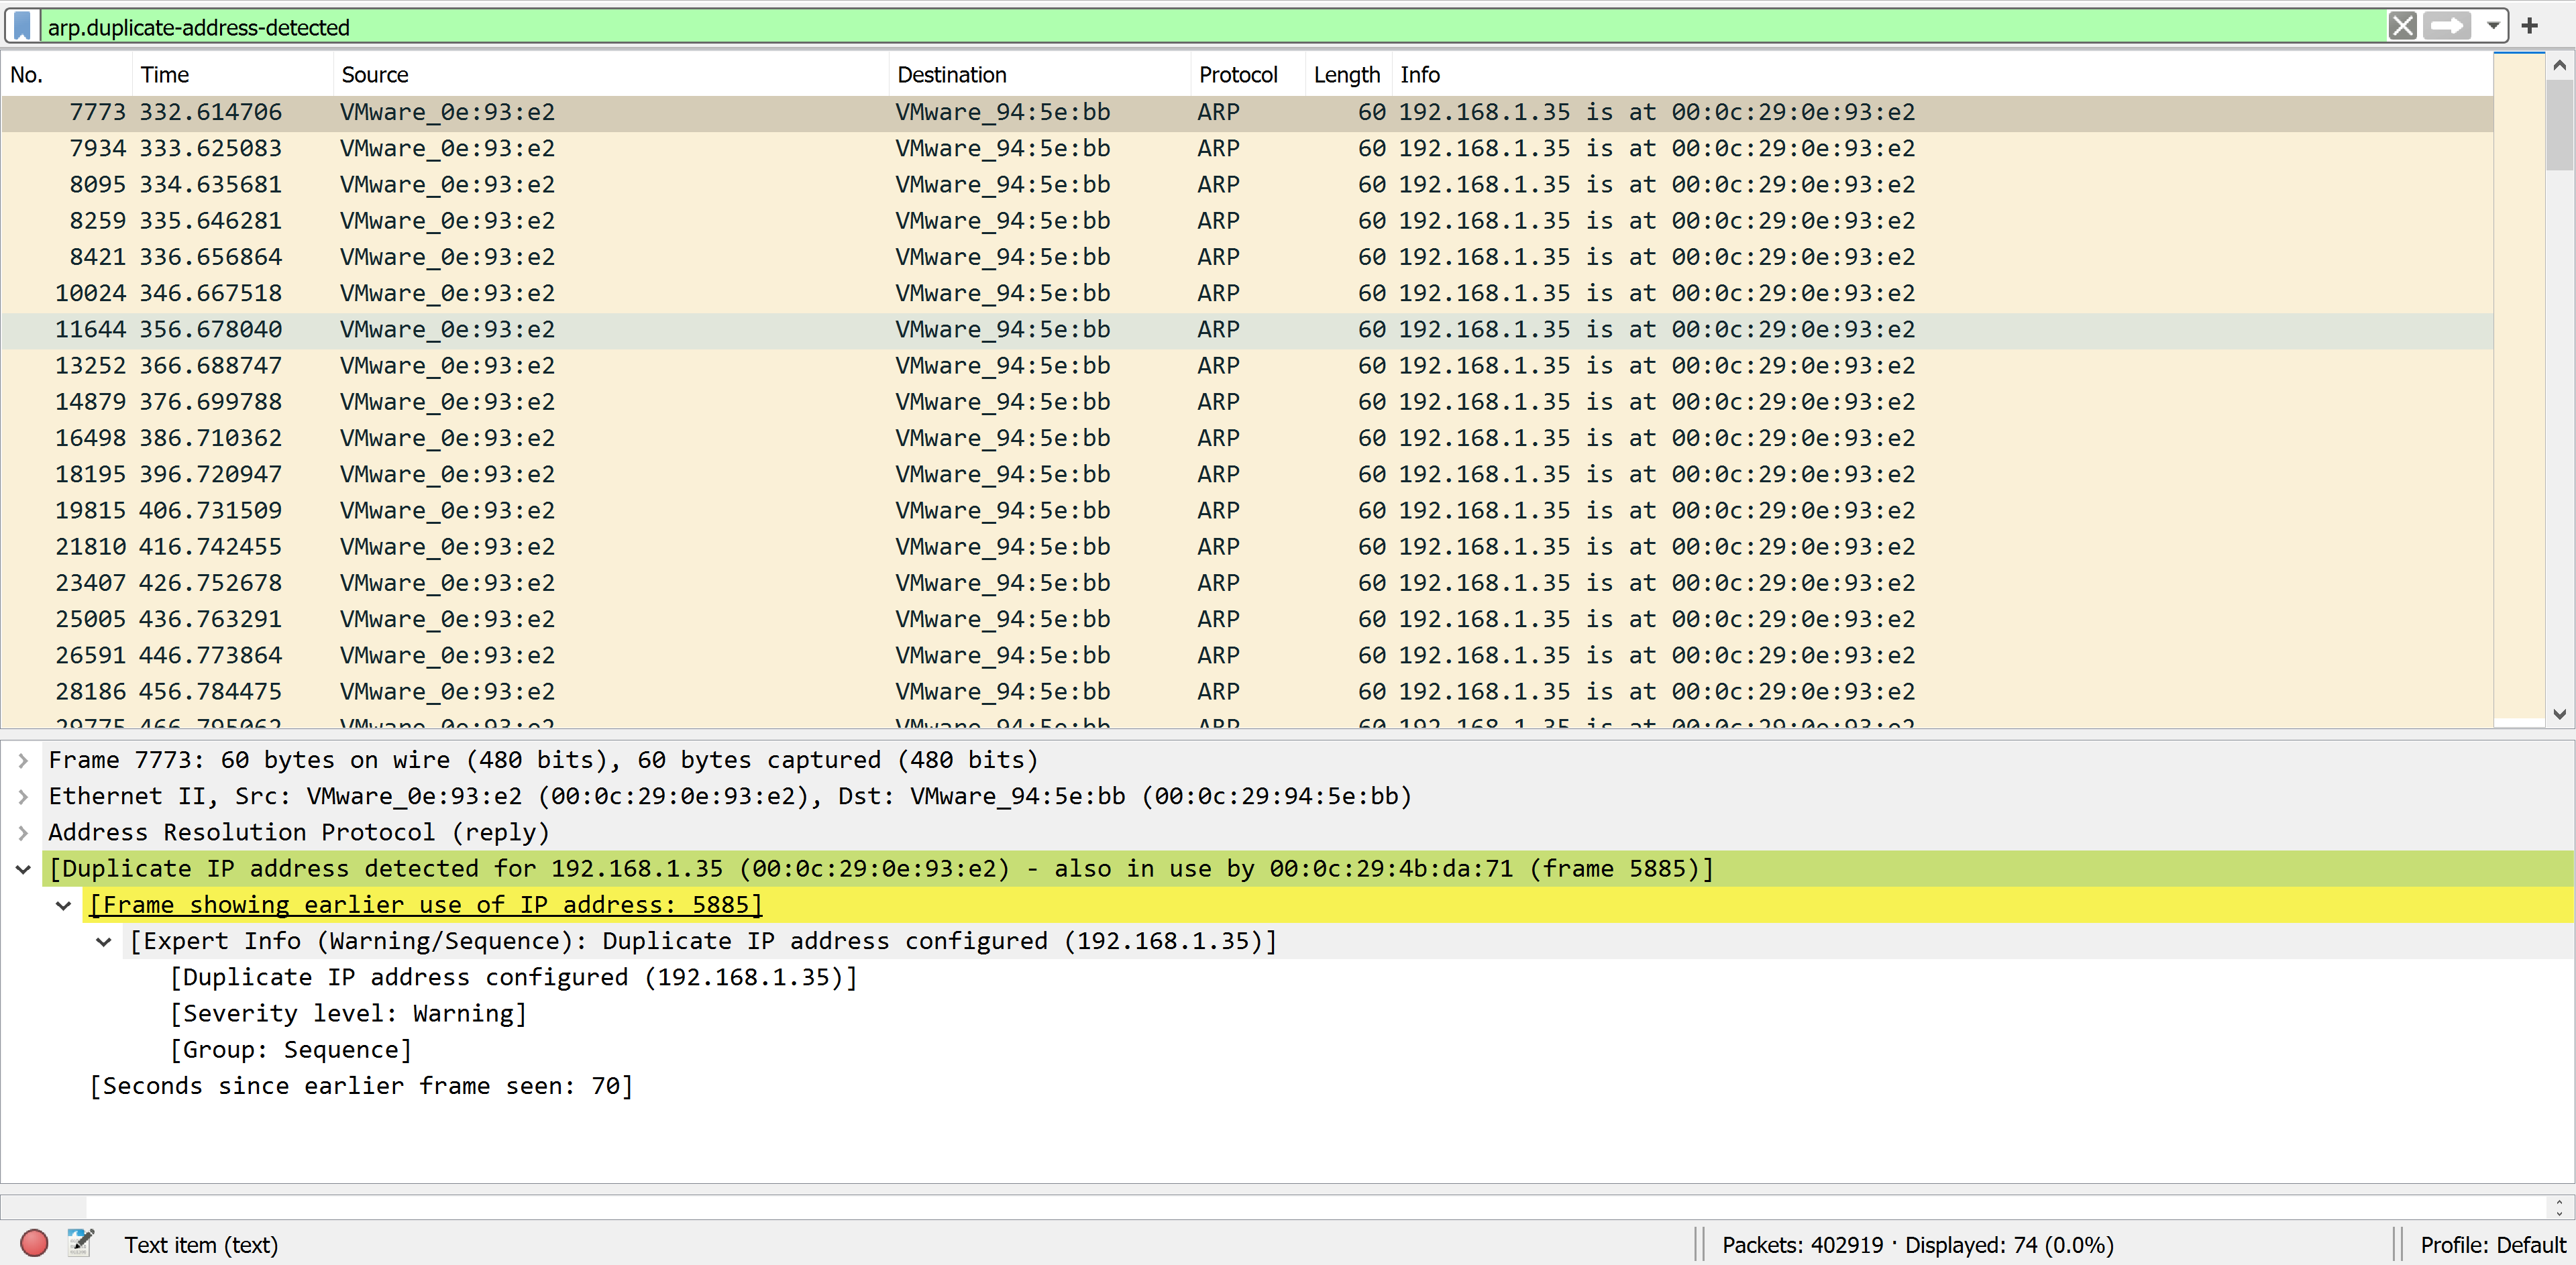 arp.duplicate-address-detected
No. Time Source Destination Protocol Length Info
7773 332.614706 VMware_0e:93:e2 VMware_94:5e:bb ARP 60 192.168.1.35 is at 00:0c:29:0e:93:e2
7934 333.625083 VMware_0e:93:e2 VMware_94:5e:bb ARP 60 192.168.1.35 is at 00:0c:29:0e:93:e2
8095 334.635681 VMware_0e:93:e2 VMware_94:5e:bb ARP 60 192.168.1.35 is at 00:0c:29:0e:93:e2
8259 335.646281 VMware_0e:93:e2 VMware_94:5e:bb ARP 60 192.168.1.35 is at 00:0c:29:0e:93:e2
8421 336.656864 VMware_0e:93:e2 VMware_94:5e:bb ARP 60 192.168.1.35 is at 00:0c:29:0e:93:e2
10024 346.667518 VMware_0e:93:e2 VMware_94:5e:bb ARP 60 192.168.1.35 is at 00:0c:29:0e:93:e2
11644 356.678040 VMware_0e:93:e2 VMware_94:5e:bb ARP 60 192.168.1.35 is at 00:0c:29:0e:93:e2
13252 366.688747 VMware_0e:93:e2 VMware_94:5e:bb ARP 60 192.168.1.35 is at 00:0c:29:0e:93:e2
14879 376.699788 VMware_0e:93:e2 VMware_94:5e:bb ARP 60 192.168.1.35 is at 00:0c:29:0e:93:e2
16498 386.710362 VMware_0e:93:e2 VMware_94:5e:bb ARP 60 192.168.1.35 is at 00:0c:29:0e:93:e2
18195 396.720947 VMware_0e:93:e2 VMware_94:5e:bb ARP 60 192.168.1.35 is at 00:0c:29:0e:93:e2
19815 406.731509 VMware_0e:93:e2 VMware_94:5e:bb ARP 60 192.168.1.35 is at 00:0c:29:0e:93:e2
21810 416.742455 VMware_0e:93:e2 VMware_94:5e:bb ARP 60 192.168.1.35 is at 00:0c:29:0e:93:e2
23407 426.752678 VMware_0e:93:e2 VMware_94:5e:bb ARP 60 192.168.1.35 is at 00:0c:29:0e:93:e2
25005 436.763291 VMware_0e:93:e2 VMware_94:5e:bb ARP 60 192.168.1.35 is at 00:0c:29:0e:93:e2
26591 446.773864 VMware_0e:93:e2 VMware_94:5e:bb ARP 60 192.168.1.35 is at 00:0c:29:0e:93:e2
28186 456.784475 VMware_0e:93:e2 VMware_94:5e:bb ARP 60 192.168.1.35 is at 00:0c:29:0e:93:e2
Frame 7773: 60 bytes on wire (480 bits), 60 bytes captured (480 bits)
Ethernet II, Src: VMware_0e:93:e2 (00:0c:29:0e:93:e2), Dst: VMware_94:5e:bb (00:0c:29:94:5e:bb)
Address Resolution Protocol (reply)
[Duplicate IP address detected for 192.168.1.35 (00:0c:29:0e:93:e2) - also in use by 00:0c:29:4b:da:71 (frame 5885)]
[Frame showing earlier use of IP address: 5885]
[Expert Info (Warning/Sequence): Duplicate IP address configured (192.168.1.35)]
[Duplicate IP address configured (192.168.1.35)]
[Severity level: Warning]
[Group: Sequence]
[Seconds since earlier frame seen: 70]
Text item (text) Packets: 402919 · Displayed: 74 (0.0%) Profile: Default